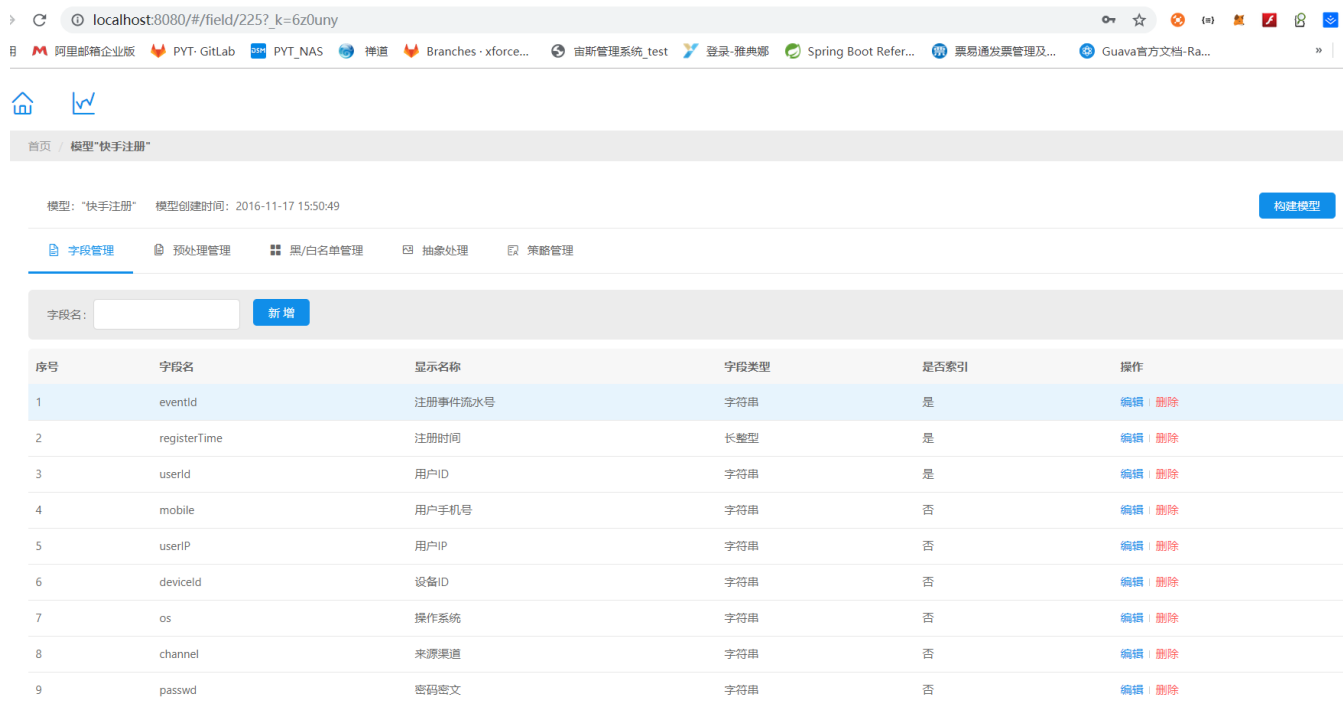 localhost:8080/#/field/225?_k=6z0uny
阿里邮箱企业版 PYT· GitLab DSM PYT_NAS 禅道 Branches · xforce... 宙斯管理系统_test 登录-雅典娜 Spring Boot Refer... 票 票易通发票管理及... Guava官方文档-Ra... »
首页 / 模型"快手注册"
模型："快手注册" 模型创建时间：2016-11-17 15:50:49 构建模型
字段管理 预处理管理 黑/白名单管理 抽象处理 策略管理
字段名： 新 增
序号 字段名 显示名称 字段类型 是否索引 操作
1 eventId 注册事件流水号 字符串 是 编辑 | 删除
2 registerTime 注册时间 长整型 是 编辑 | 删除
3 userId 用户ID 字符串 是 编辑 | 删除
4 mobile 用户手机号 字符串 否 编辑 | 删除
5 userIP 用户IP 字符串 否 编辑 | 删除
6 deviceId 设备ID 字符串 否 编辑 | 删除
7 os 操作系统 字符串 否 编辑 | 删除
8 channel 来源渠道 字符串 否 编辑 | 删除
9 passwd 密码密文 字符串 否 编辑 | 删除